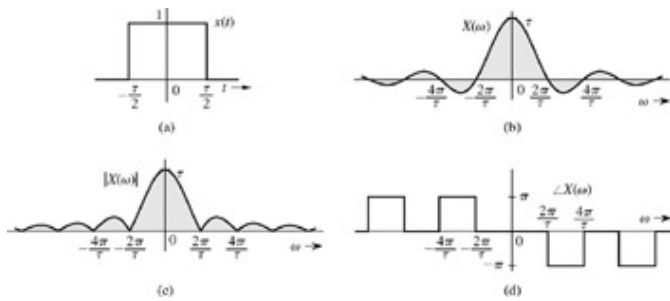 1
x(t)
-τ/2
0
τ/2
t →
(a)
X(ω)
τ
-4π/τ
-2π/τ
0
2π/τ
4π/τ
ω →
(b)
|X(ω)|
τ
-4π/τ
-2π/τ
0
2π/τ
4π/τ
ω →
(c)
π
∠X(ω)
2π/τ
4π/τ
ω →
-4π/τ
-2π/τ
0
-π
(d)